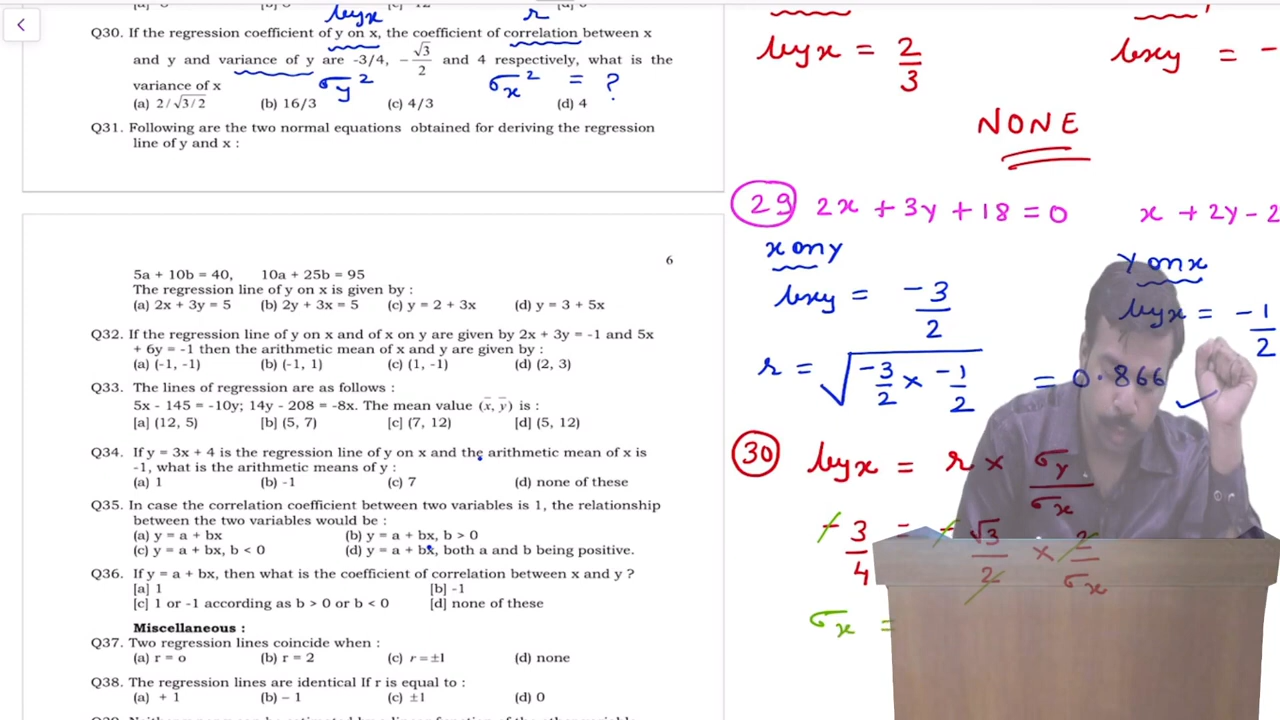 byx
r
Q30. If the regression coefficient of y on x, the coefficient of correlation between x
and y and variance of y are -3/4, -√3/2 and 4 respectively, what is the
variance of x
σy² σx² = ?
(a) 2/√3/2 (b) 16/3 (c) 4/3 (d) 4
Q31. Following are the two normal equations obtained for deriving the regression
line of y and x :
6
5a + 10b = 40, 10a + 25b = 95
The regression line of y on x is given by :
(a) 2x + 3y = 5 (b) 2y + 3x = 5 (c) y = 2 + 3x (d) y = 3 + 5x
Q32. If the regression line of y on x and of x on y are given by 2x + 3y = -1 and 5x
+ 6y = -1 then the arithmetic mean of x and y are given by :
(a) (-1, -1) (b) (-1, 1) (c) (1, -1) (d) (2, 3)
Q33. The lines of regression are as follows :
5x - 145 = -10y; 14y - 208 = -8x. The mean value (x̄, ȳ) is :
[a] (12, 5) [b] (5, 7) [c] (7, 12) [d] (5, 12)
Q34. If y = 3x + 4 is the regression line of y on x and the arithmetic mean of x is
-1, what is the arithmetic means of y :
(a) 1 (b) -1 (c) 7 (d) none of these
Q35. In case the correlation coefficient between two variables is 1, the relationship
between the two variables would be :
(a) y = a + bx (b) y = a + bx, b > 0
(c) y = a + bx, b < 0 (d) y = a + bx, both a and b being positive.
Q36. If y = a + bx, then what is the coefficient of correlation between x and y ?
[a] 1 [b] -1
[c] 1 or -1 according as b > 0 or b < 0 [d] none of these
Miscellaneous :
Q37. Two regression lines coincide when :
(a) r = o (b) r = 2 (c) r = ±1 (d) none
Q38. The regression lines are identical If r is equal to :
(a) + 1 (b) – 1 (c) ±1 (d) 0
byx = 2/3 bxy = -
NONE
29 2x + 3y + 18 = 0 x + 2y - 2
x on y
y on x
bxy = -3/2
byx = -1/2
r = √(-3/2 × -1/2) = 0.866
30 byx = r × σy/σx
-3/4 = -√3/2 × 2/σx
σx =